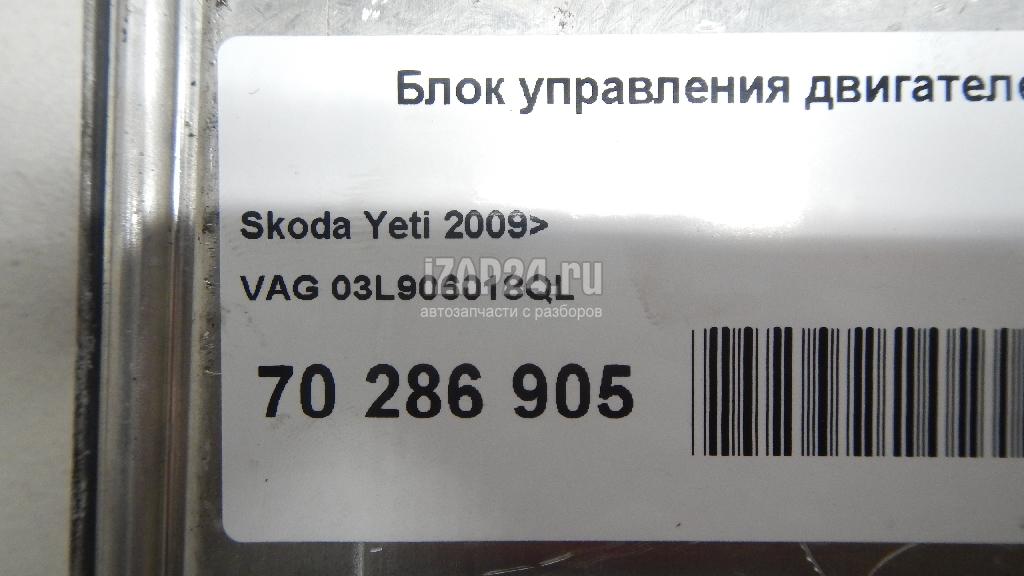 Блок управления двигателе
Skoda Yeti 2009>
VAG 03L906018QL
iZAP24.ru
автозапчасти с разборов
70 286 905